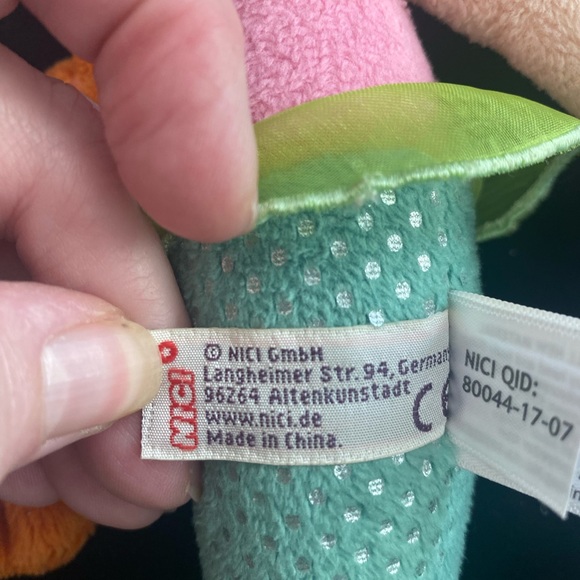 NICI
© NICI GmbH
Langheimer Str. 94, German
96264 Altenkunstadt
www.nici.de
Made in China.
CE
NICI QID:
80044-17-07